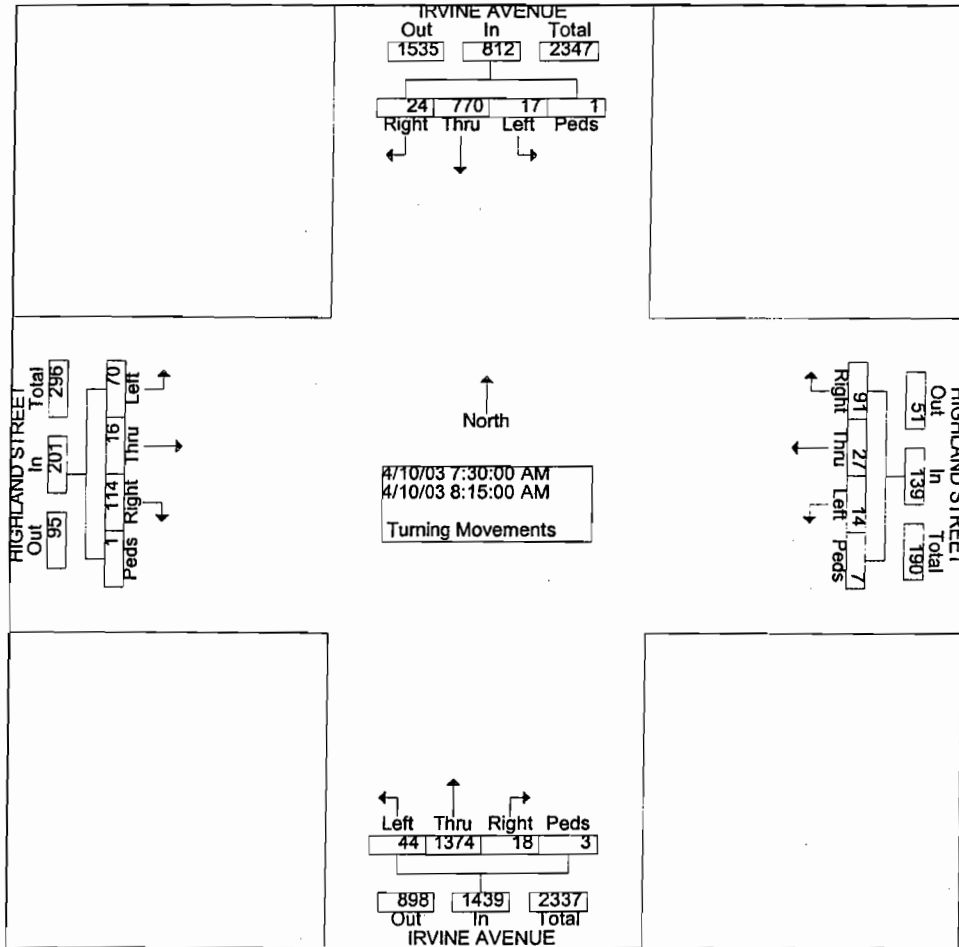 IRVINE AVENUE
Out In Total
1535 812 2347
24 770 17 1
Right Thru Left Peds
HIGHLAND STREET
Total In Out
296 201 95
70 16 114 1
Left Thru Right Peds
North
4/10/03 7:30:00 AM
4/10/03 8:15:00 AM
Turning Movements
Right Thru Left Peds
91 27 14 7
Out In Total
51 139 190
HIGHLAND STREET
Left Thru Right Peds
44 1374 18 3
898 1439 2337
Out In Total
IRVINE AVENUE